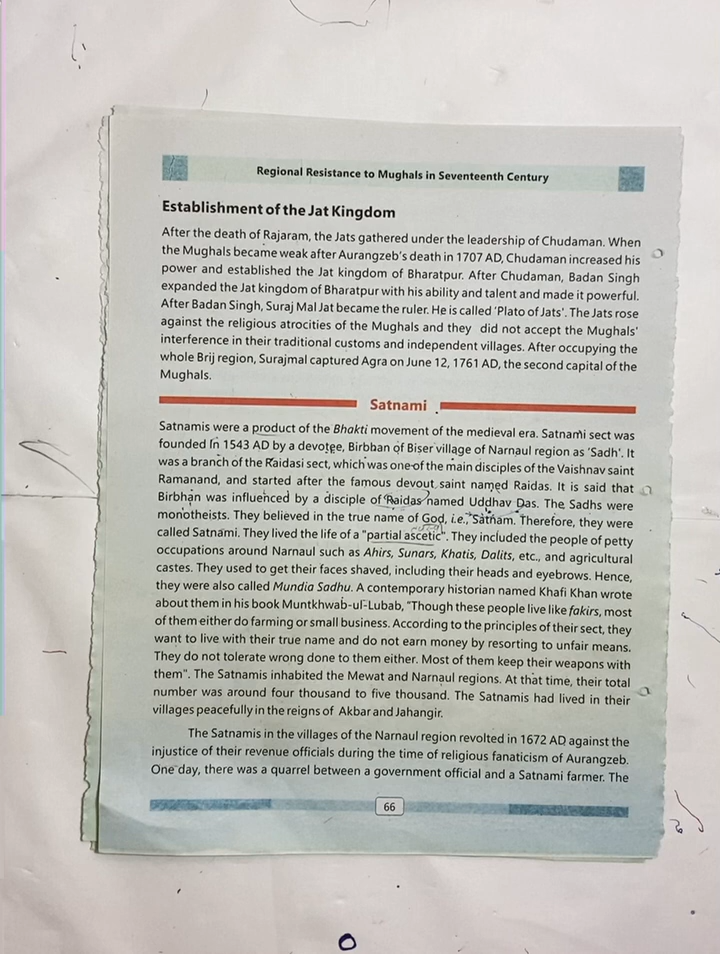 Regional Resistance to Mughals in Seventeenth Century
Establishment of the Jat Kingdom
After the death of Rajaram, the Jats gathered under the leadership of Chudaman. When
the Mughals became weak after Aurangzeb's death in 1707 AD, Chudaman increased his
power and established the Jat kingdom of Bharatpur. After Chudaman, Badan Singh
expanded the Jat kingdom of Bharatpur with his ability and talent and made it powerful.
After Badan Singh, Suraj Mal Jat became the ruler. He is called 'Plato of Jats'. The Jats rose
against the religious atrocities of the Mughals and they did not accept the Mughals'
interference in their traditional customs and independent villages. After occupying the
whole Brij region, Surajmal captured Agra on June 12, 1761 AD, the second capital of the
Mughals.
Satnami
Satnamis were a product of the Bhakti movement of the medieval era. Satnami sect was
founded in 1543 AD by a devotee, Birbhan of Biser village of Narnaul region as 'Sadh'. It
was a branch of the Raidasi sect, which was one of the main disciples of the Vaishnav saint
Ramanand, and started after the famous devout saint named Raidas. It is said that
Birbhan was influenced by a disciple of Raidas named Uddhav Das. The Sadhs were
monotheists. They believed in the true name of God, i.e., Satnam. Therefore, they were
called Satnami. They lived the life of a "partial ascetic". They included the people of petty
occupations around Narnaul such as Ahirs, Sunars, Khatis, Dalits, etc., and agricultural
castes. They used to get their faces shaved, including their heads and eyebrows. Hence,
they were also called Mundia Sadhu. A contemporary historian named Khafi Khan wrote
about them in his book Muntkhwab-ul-Lubab, "Though these people live like fakirs, most
of them either do farming or small business. According to the principles of their sect, they
want to live with their true name and do not earn money by resorting to unfair means.
They do not tolerate wrong done to them either. Most of them keep their weapons with
them". The Satnamis inhabited the Mewat and Narnaul regions. At that time, their total
number was around four thousand to five thousand. The Satnamis had lived in their
villages peacefully in the reigns of Akbar and Jahangir.
The Satnamis in the villages of the Narnaul region revolted in 1672 AD against the
injustice of their revenue officials during the time of religious fanaticism of Aurangzeb.
One day, there was a quarrel between a government official and a Satnami farmer. The
66